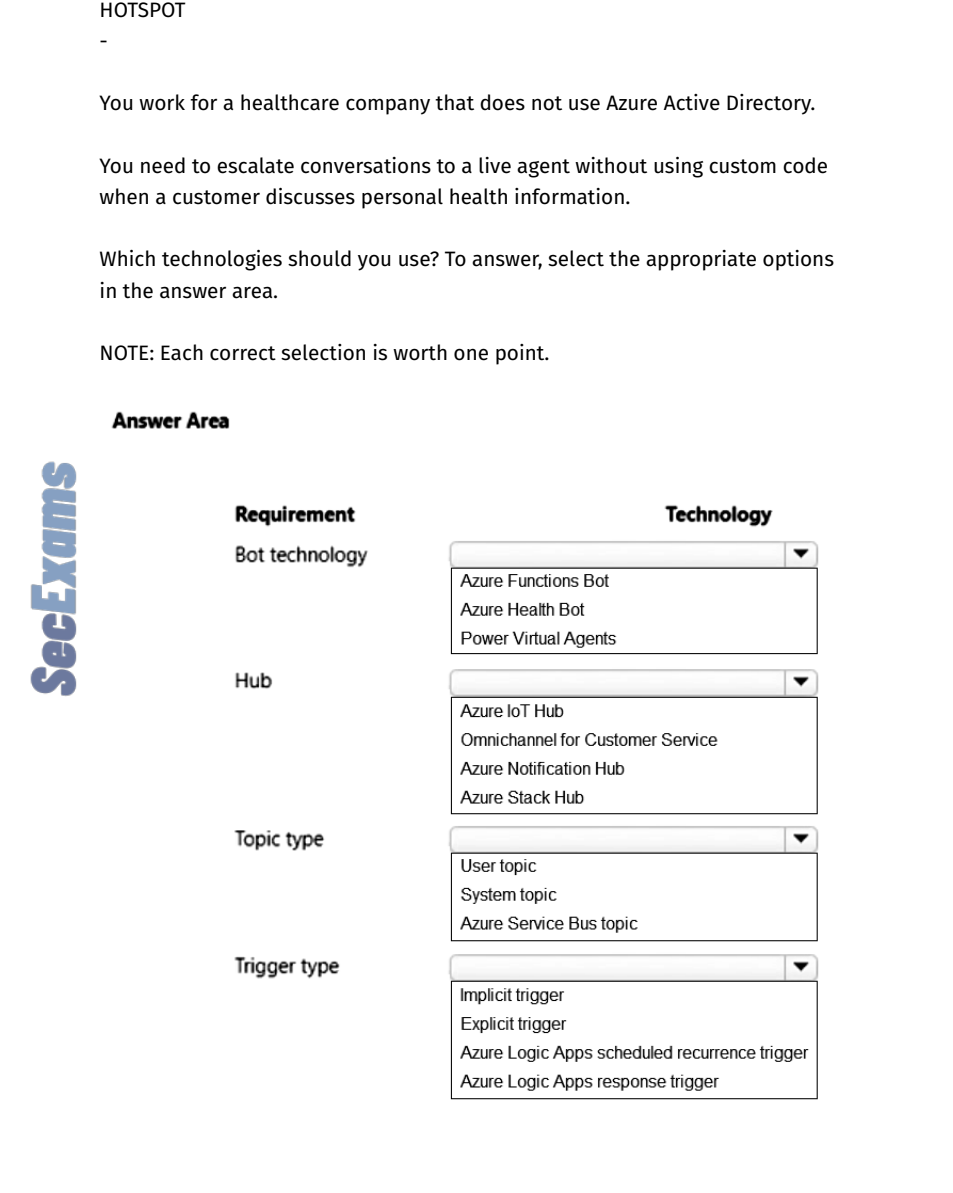 HOTSPOT
-
You work for a healthcare company that does not use Azure Active Directory.
You need to escalate conversations to a live agent without using custom code
when a customer discusses personal health information.
Which technologies should you use? To answer, select the appropriate options
in the answer area.
NOTE: Each correct selection is worth one point.
Answer Area
SecExams
Requirement Technology
Bot technology
Azure Functions Bot
Azure Health Bot
Power Virtual Agents
Hub
Azure IoT Hub
Omnichannel for Customer Service
Azure Notification Hub
Azure Stack Hub
Topic type
User topic
System topic
Azure Service Bus topic
Trigger type
Implicit trigger
Explicit trigger
Azure Logic Apps scheduled recurrence trigger
Azure Logic Apps response trigger